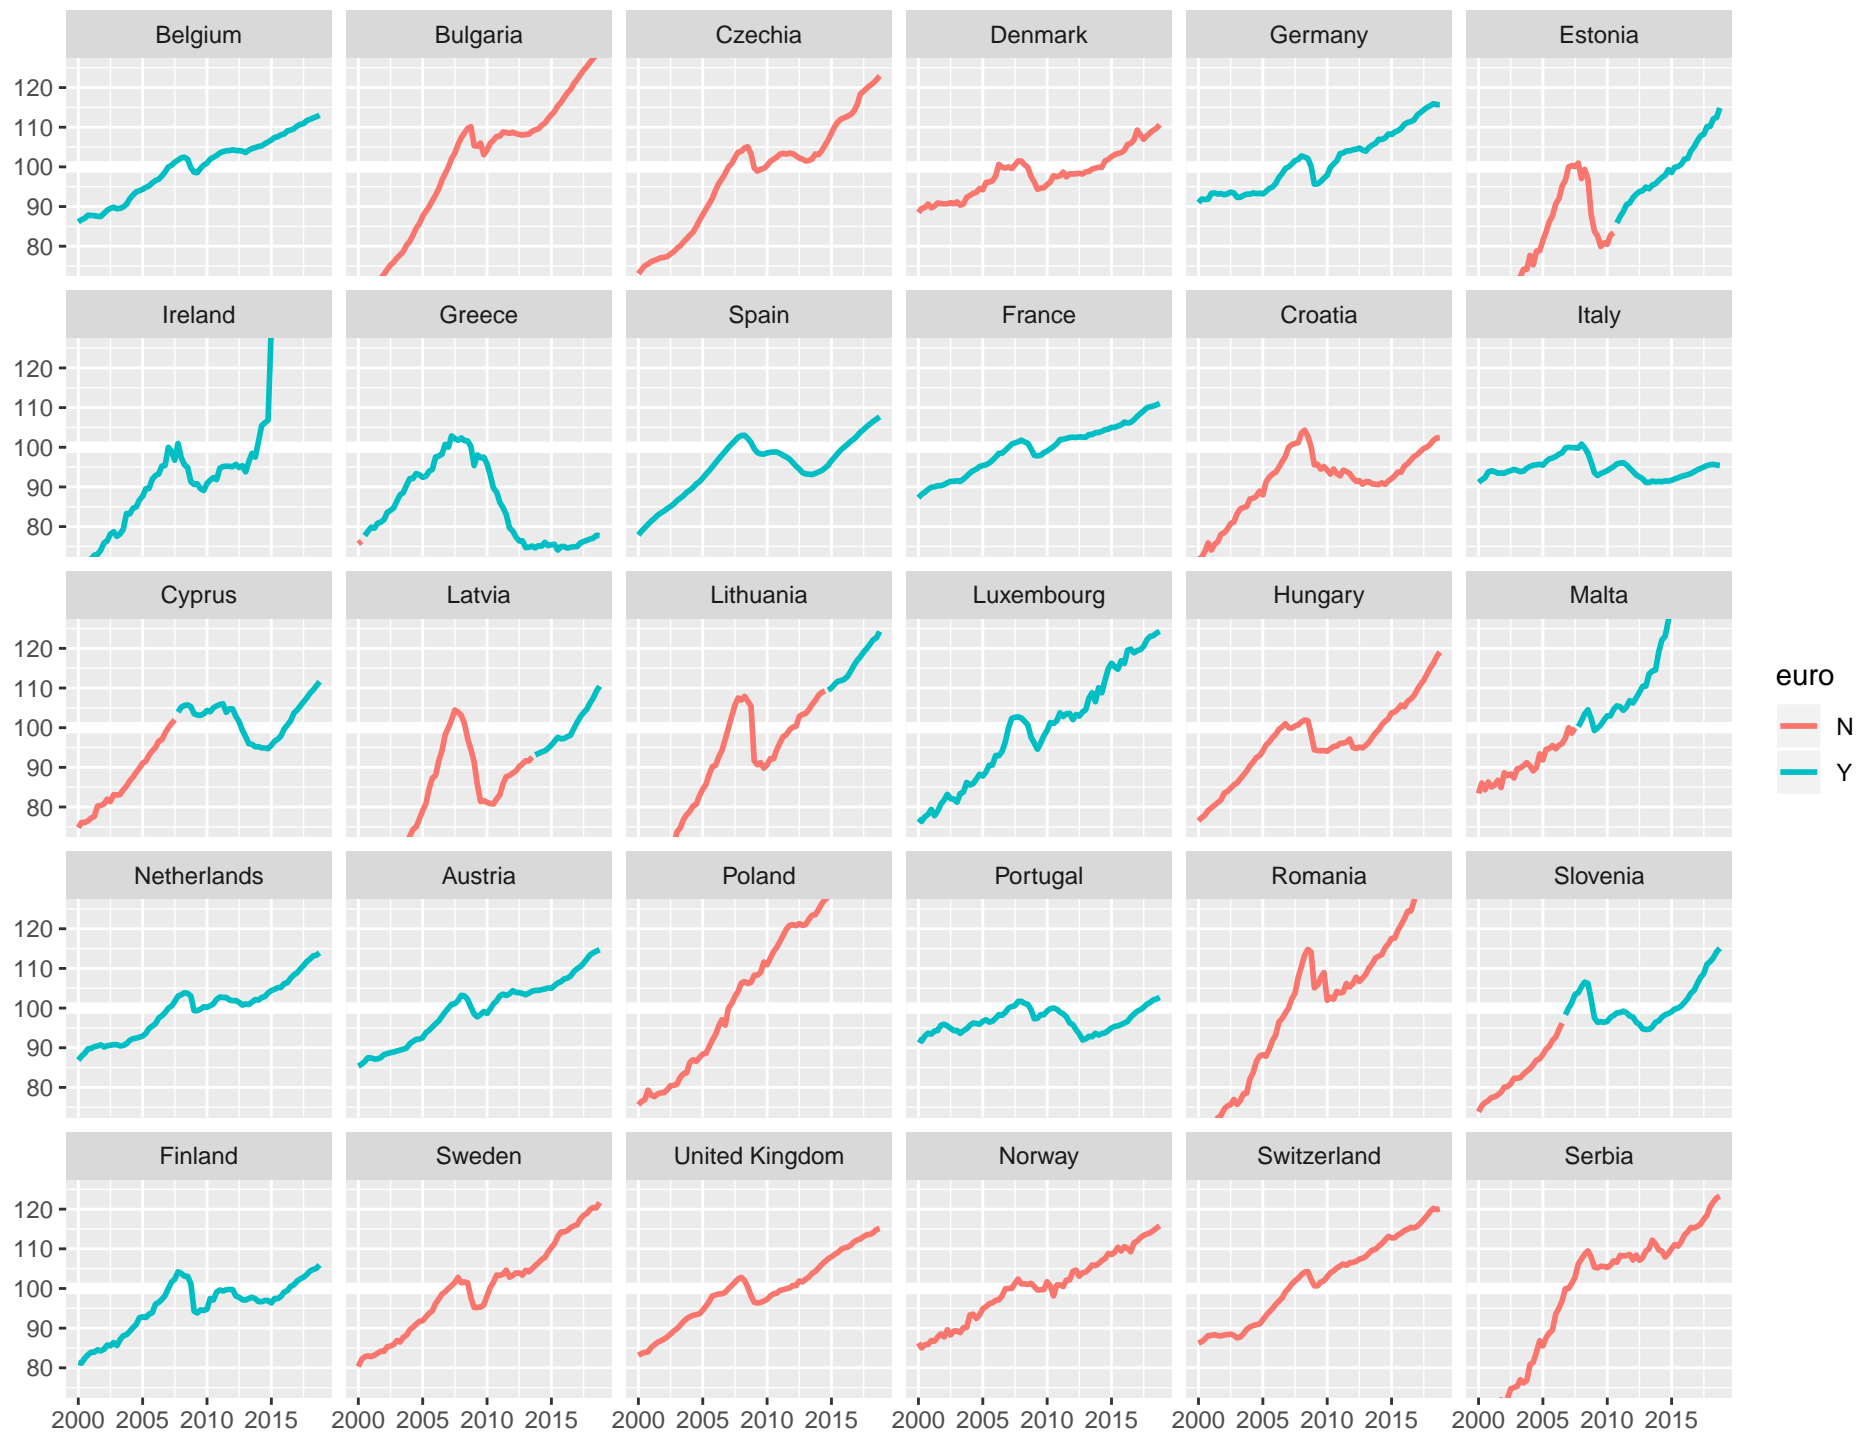 Belgium Bulgaria Czechia Denmark Germany Estonia
120
110
100
90
80
Ireland Greece Spain France Croatia Italy
120
110
100
90
80
Cyprus Latvia Lithuania Luxembourg Hungary Malta
120
110
100
90
80
euro
N
Y
Netherlands Austria Poland Portugal Romania Slovenia
120
110
100
90
80
Finland Sweden United Kingdom Norway Switzerland Serbia
120
110
100
90
80
2000 2005 2010 2015 2000 2005 2010 2015 2000 2005 2010 2015 2000 2005 2010 2015 2000 2005 2010 2015 2000 2005 2010 2015